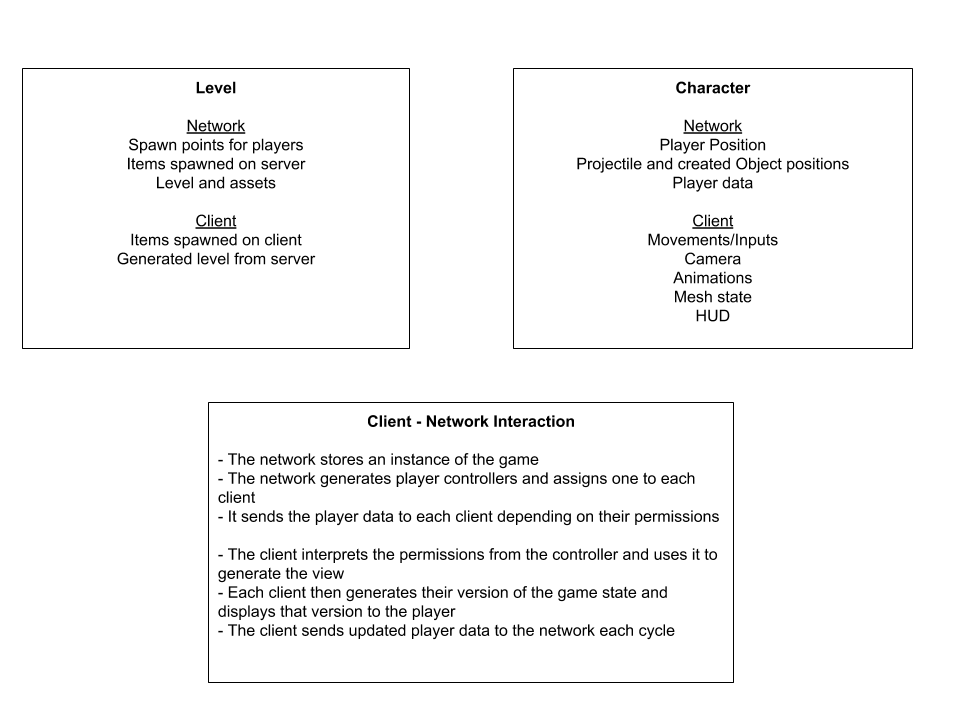 Level
Network
Spawn points for players
Items spawned on server
Level and assets
Client
Items spawned on client
Generated level from server
Character
Network
Player Position
Projectile and created Object positions
Player data
Client
Movements/Inputs
Camera
Animations
Mesh state
HUD
Client - Network Interaction
- The network stores an instance of the game
- The network generates player controllers and assigns one to each
client
- It sends the player data to each client depending on their permissions
- The client interprets the permissions from the controller and uses it to
generate the view
- Each client then generates their version of the game state and
displays that version to the player
- The client sends updated player data to the network each cycle